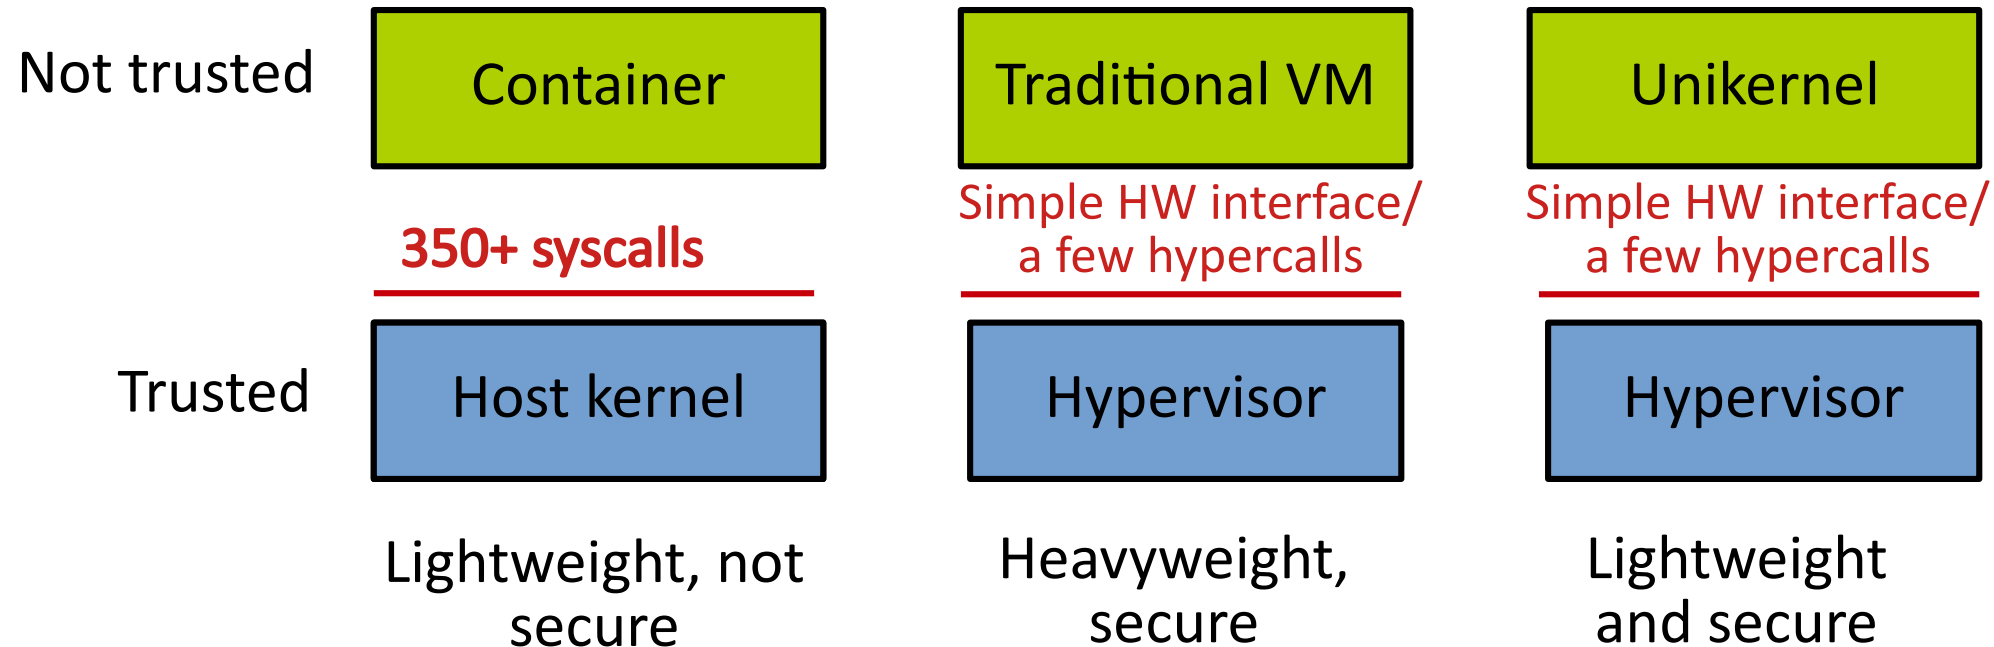 Not trusted
Container
Traditional VM
Unikernel
350+ syscalls
Simple HW interface/
a few hypercalls
Simple HW interface/
a few hypercalls
Trusted
Host kernel
Hypervisor
Hypervisor
Lightweight, not
secure
Heavyweight,
secure
Lightweight
and secure